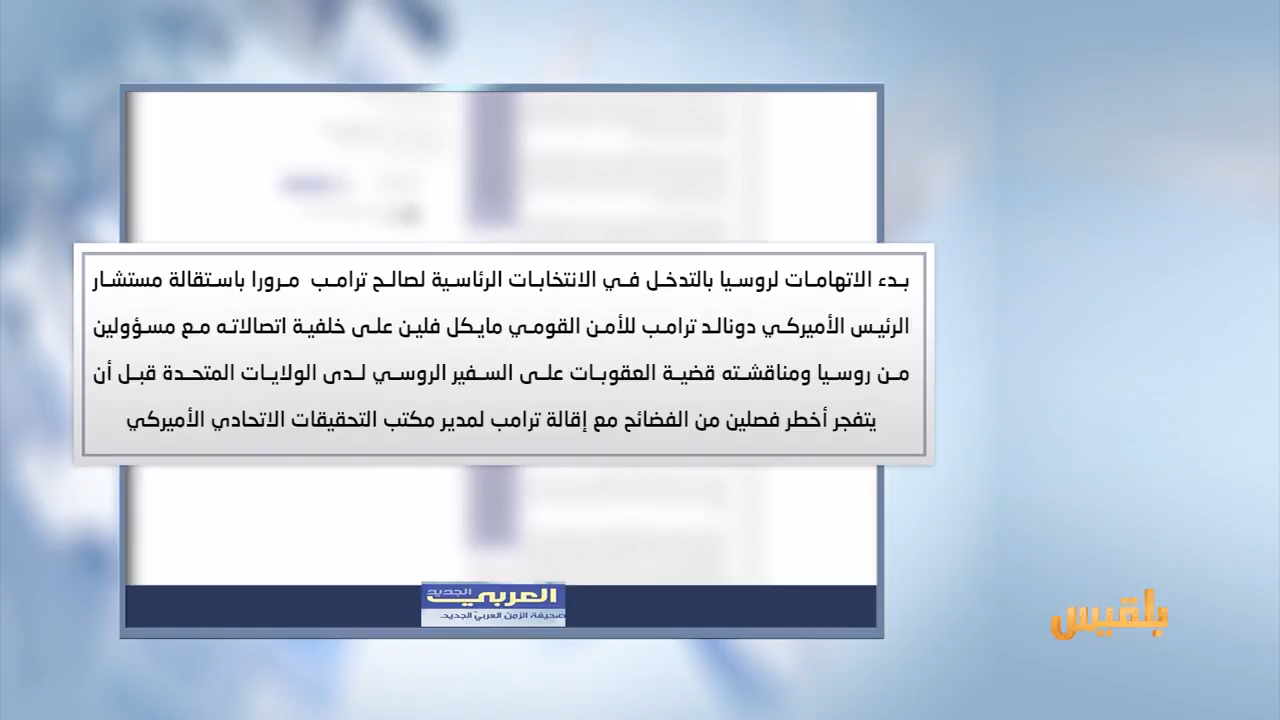 بدء الاتهامات لروسيا بالتدخل في الانتخابات الرئاسية لصالح ترامب مرورا باستقالة مستشار
الرئيس الأميركي دونالد ترامب للأمن القومي مايكل فلين على خلفية اتصالاته مع مسؤولين
من روسيا ومناقشته قضية العقوبات على السفير الروسي لدى الولايات المتحدة قبل أن
يتفجر أخطر فصلين من الفضائح مع إقالة ترامب لمدير مكتب التحقيقات الاتحادي الأميركي
العربي الجديد
صحيفة الزمن العربيّ الجديد.
بلقيس